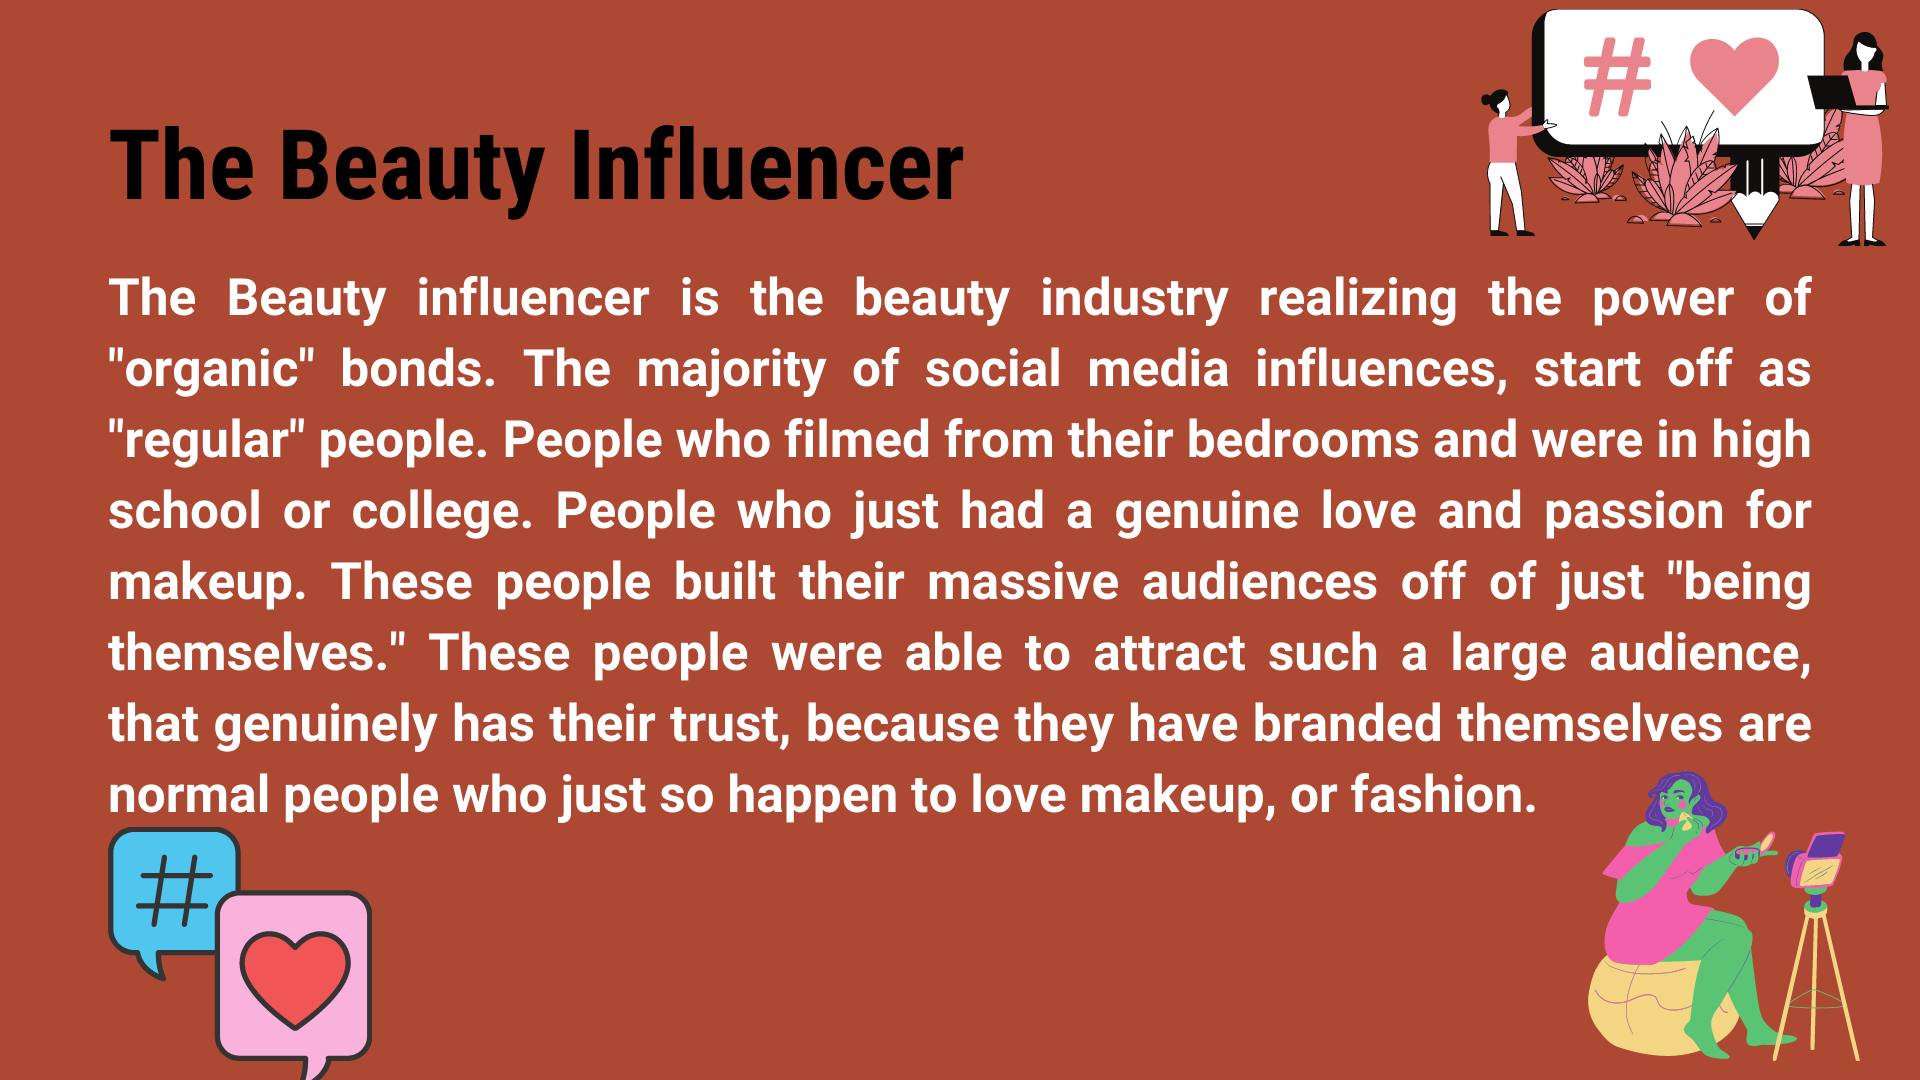 The Beauty Influencer
The Beauty influencer is the beauty industry realizing the power of
"organic" bonds. The majority of social media influences, start off as
"regular" people. People who filmed from their bedrooms and were in high
school or college. People who just had a genuine love and passion for
makeup. These people built their massive audiences off of just "being
themselves." These people were able to attract such a large audience,
that genuinely has their trust, because they have branded themselves are
normal people who just so happen to love makeup, or fashion.